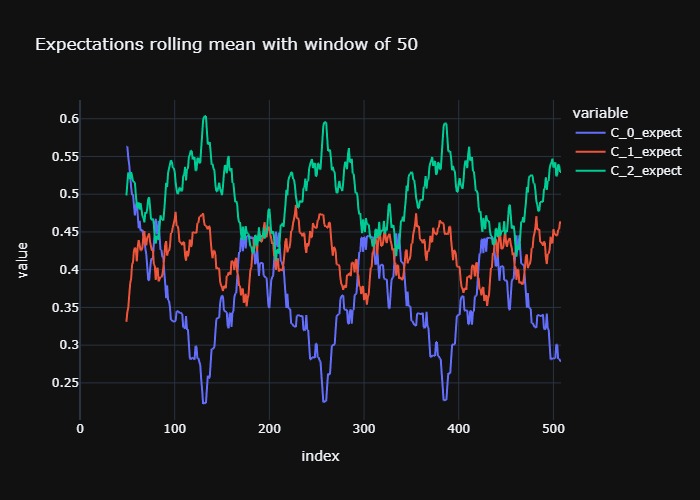 Expectations rolling mean with window of 50
variable
C_0_expect
C_1_expect
C_2_expect
0.6
0.55
0.5
0.45
0.4
0.35
0.3
0.25
value
0 100 200 300 400 500
index